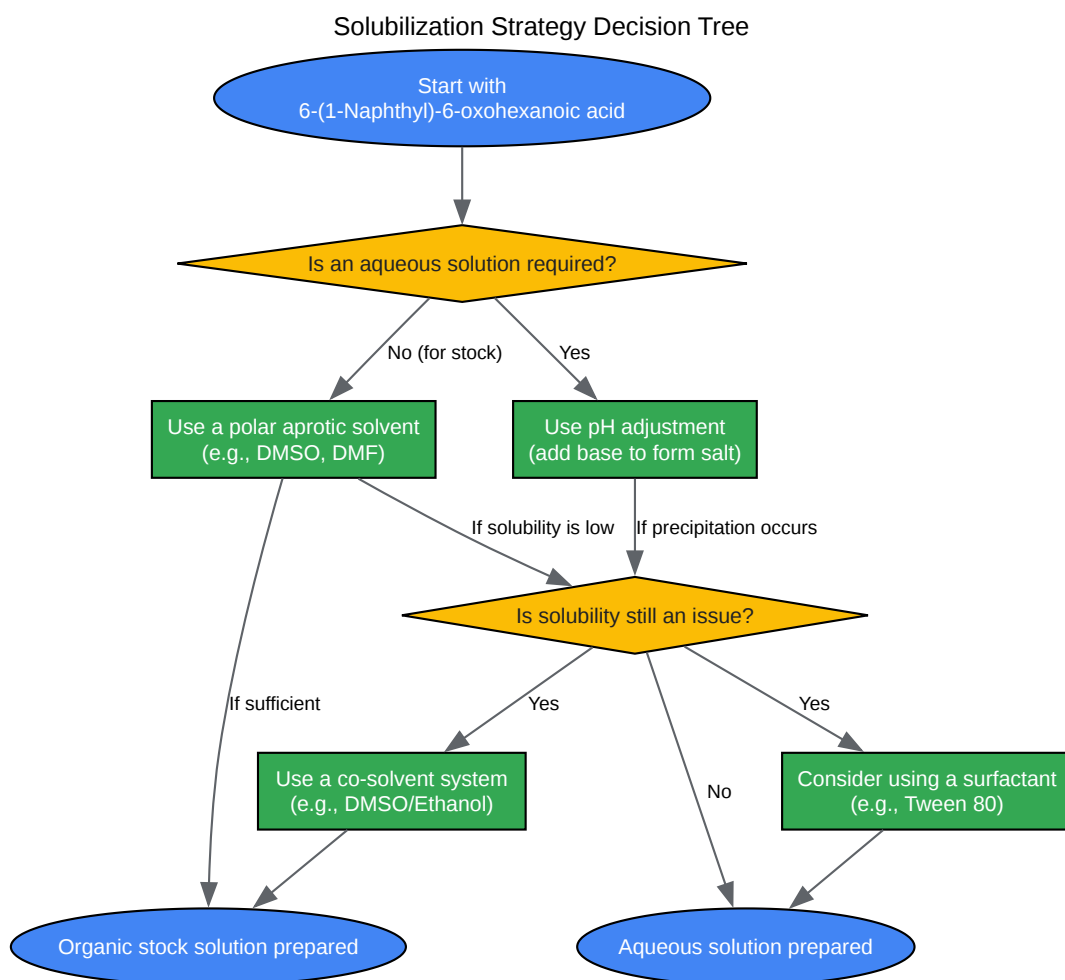 Solubilization Strategy Decision Tree
Start with
6-(1-Naphthyl)-6-oxohexanoic acid
Is an aqueous solution required?
No (for stock)
Yes
Use a polar aprotic solvent
(e.g., DMSO, DMF)
Use pH adjustment
(add base to form salt)
If solubility is low
If precipitation occurs
Is solubility still an issue?
If sufficient
Yes
Yes
Use a co-solvent system
(e.g., DMSO/Ethanol)
No
Consider using a surfactant
(e.g., Tween 80)
Organic stock solution prepared
Aqueous solution prepared